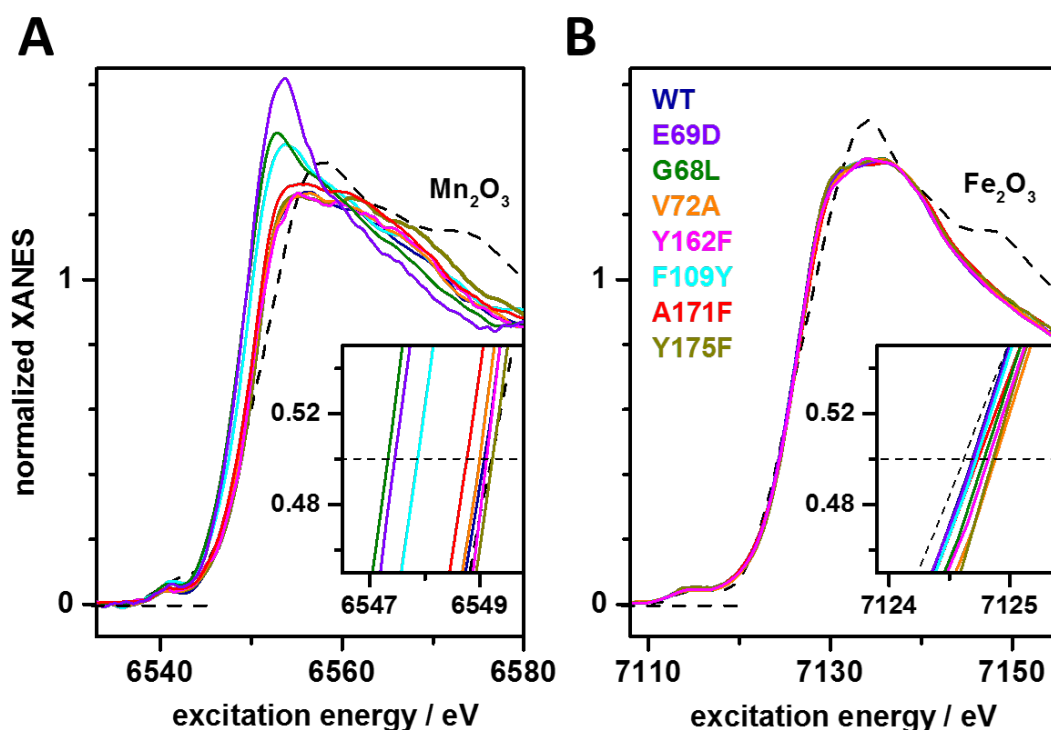 A
B
normalized XANES
1
0
Mn2O3
0.52
0.48
6547
6549
6540
6560
6580
excitation energy / eV
WT
E69D
G68L
V72A
Y162F
F109Y
A171F
Y175F
Fe2O3
1
0
0.52
0.48
7124
7125
7110
7130
7150
excitation energy / eV